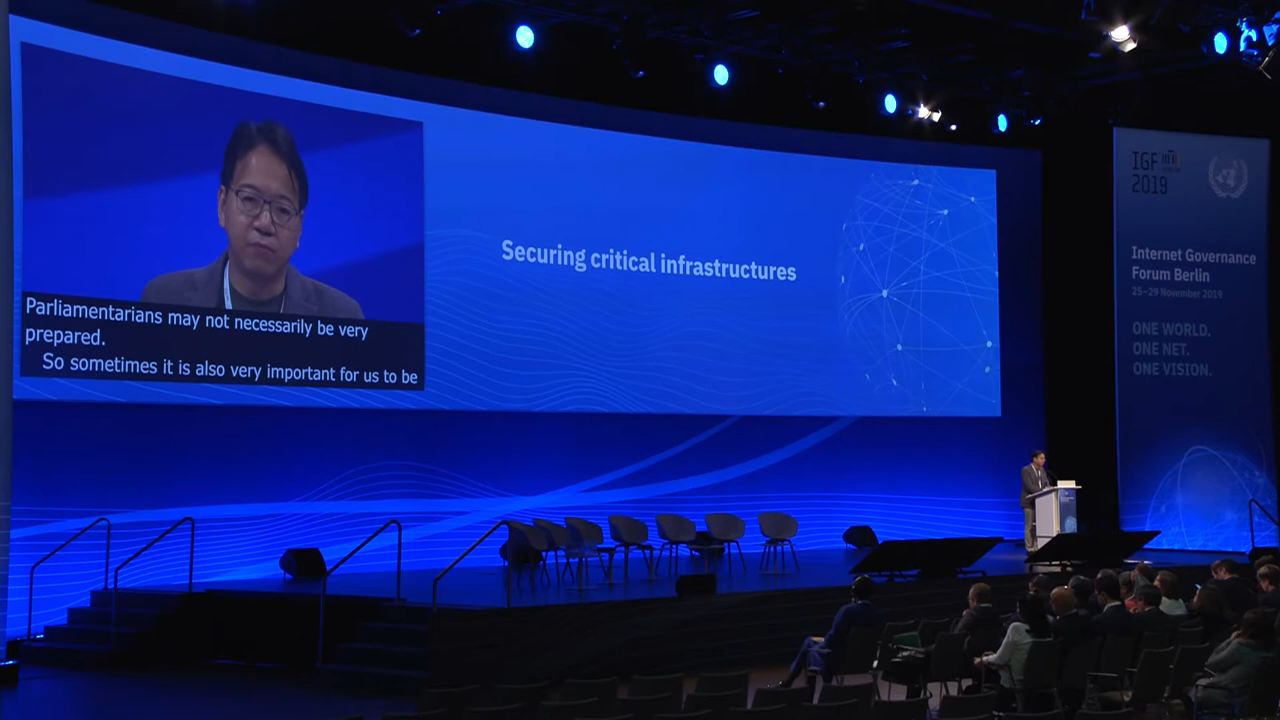 Parliamentarians may not necessarily be very
prepared.
So sometimes it is also very important for us to be
Securing critical infrastructures
IGF
2019
Internet Governance
Forum Berlin
25–29 November 2019
ONE WORLD.
ONE NET.
ONE VISION.